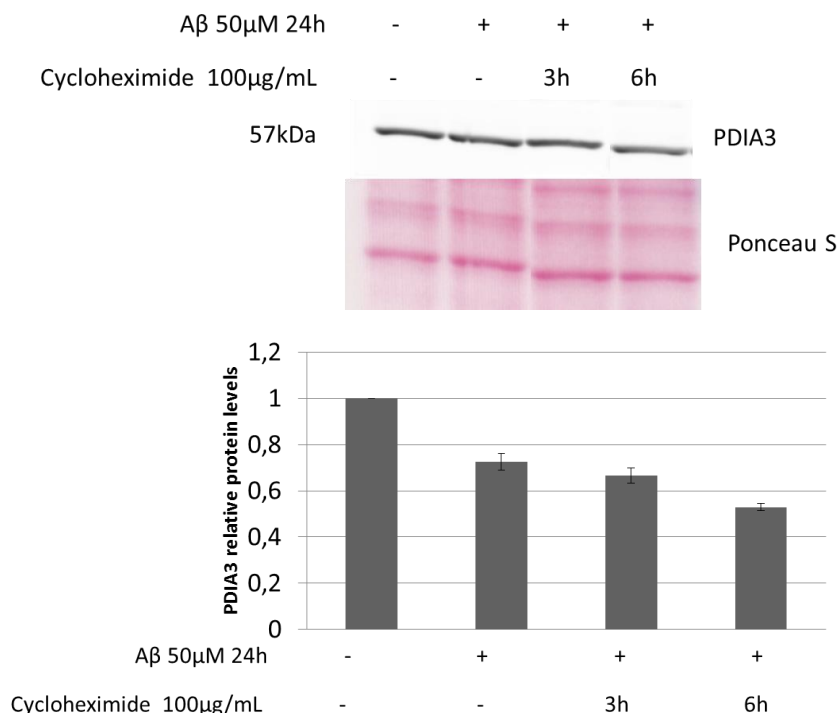 Aβ 50µM 24h - + + +
Cycloheximide 100µg/mL - - 3h 6h
57kDa PDIA3
Ponceau S
PDIA3 relative protein levels
1,2
1
0,8
0,6
0,4
0,2
0
Aβ 50µM 24h - + + +
Cycloheximide 100µg/mL - - 3h 6h